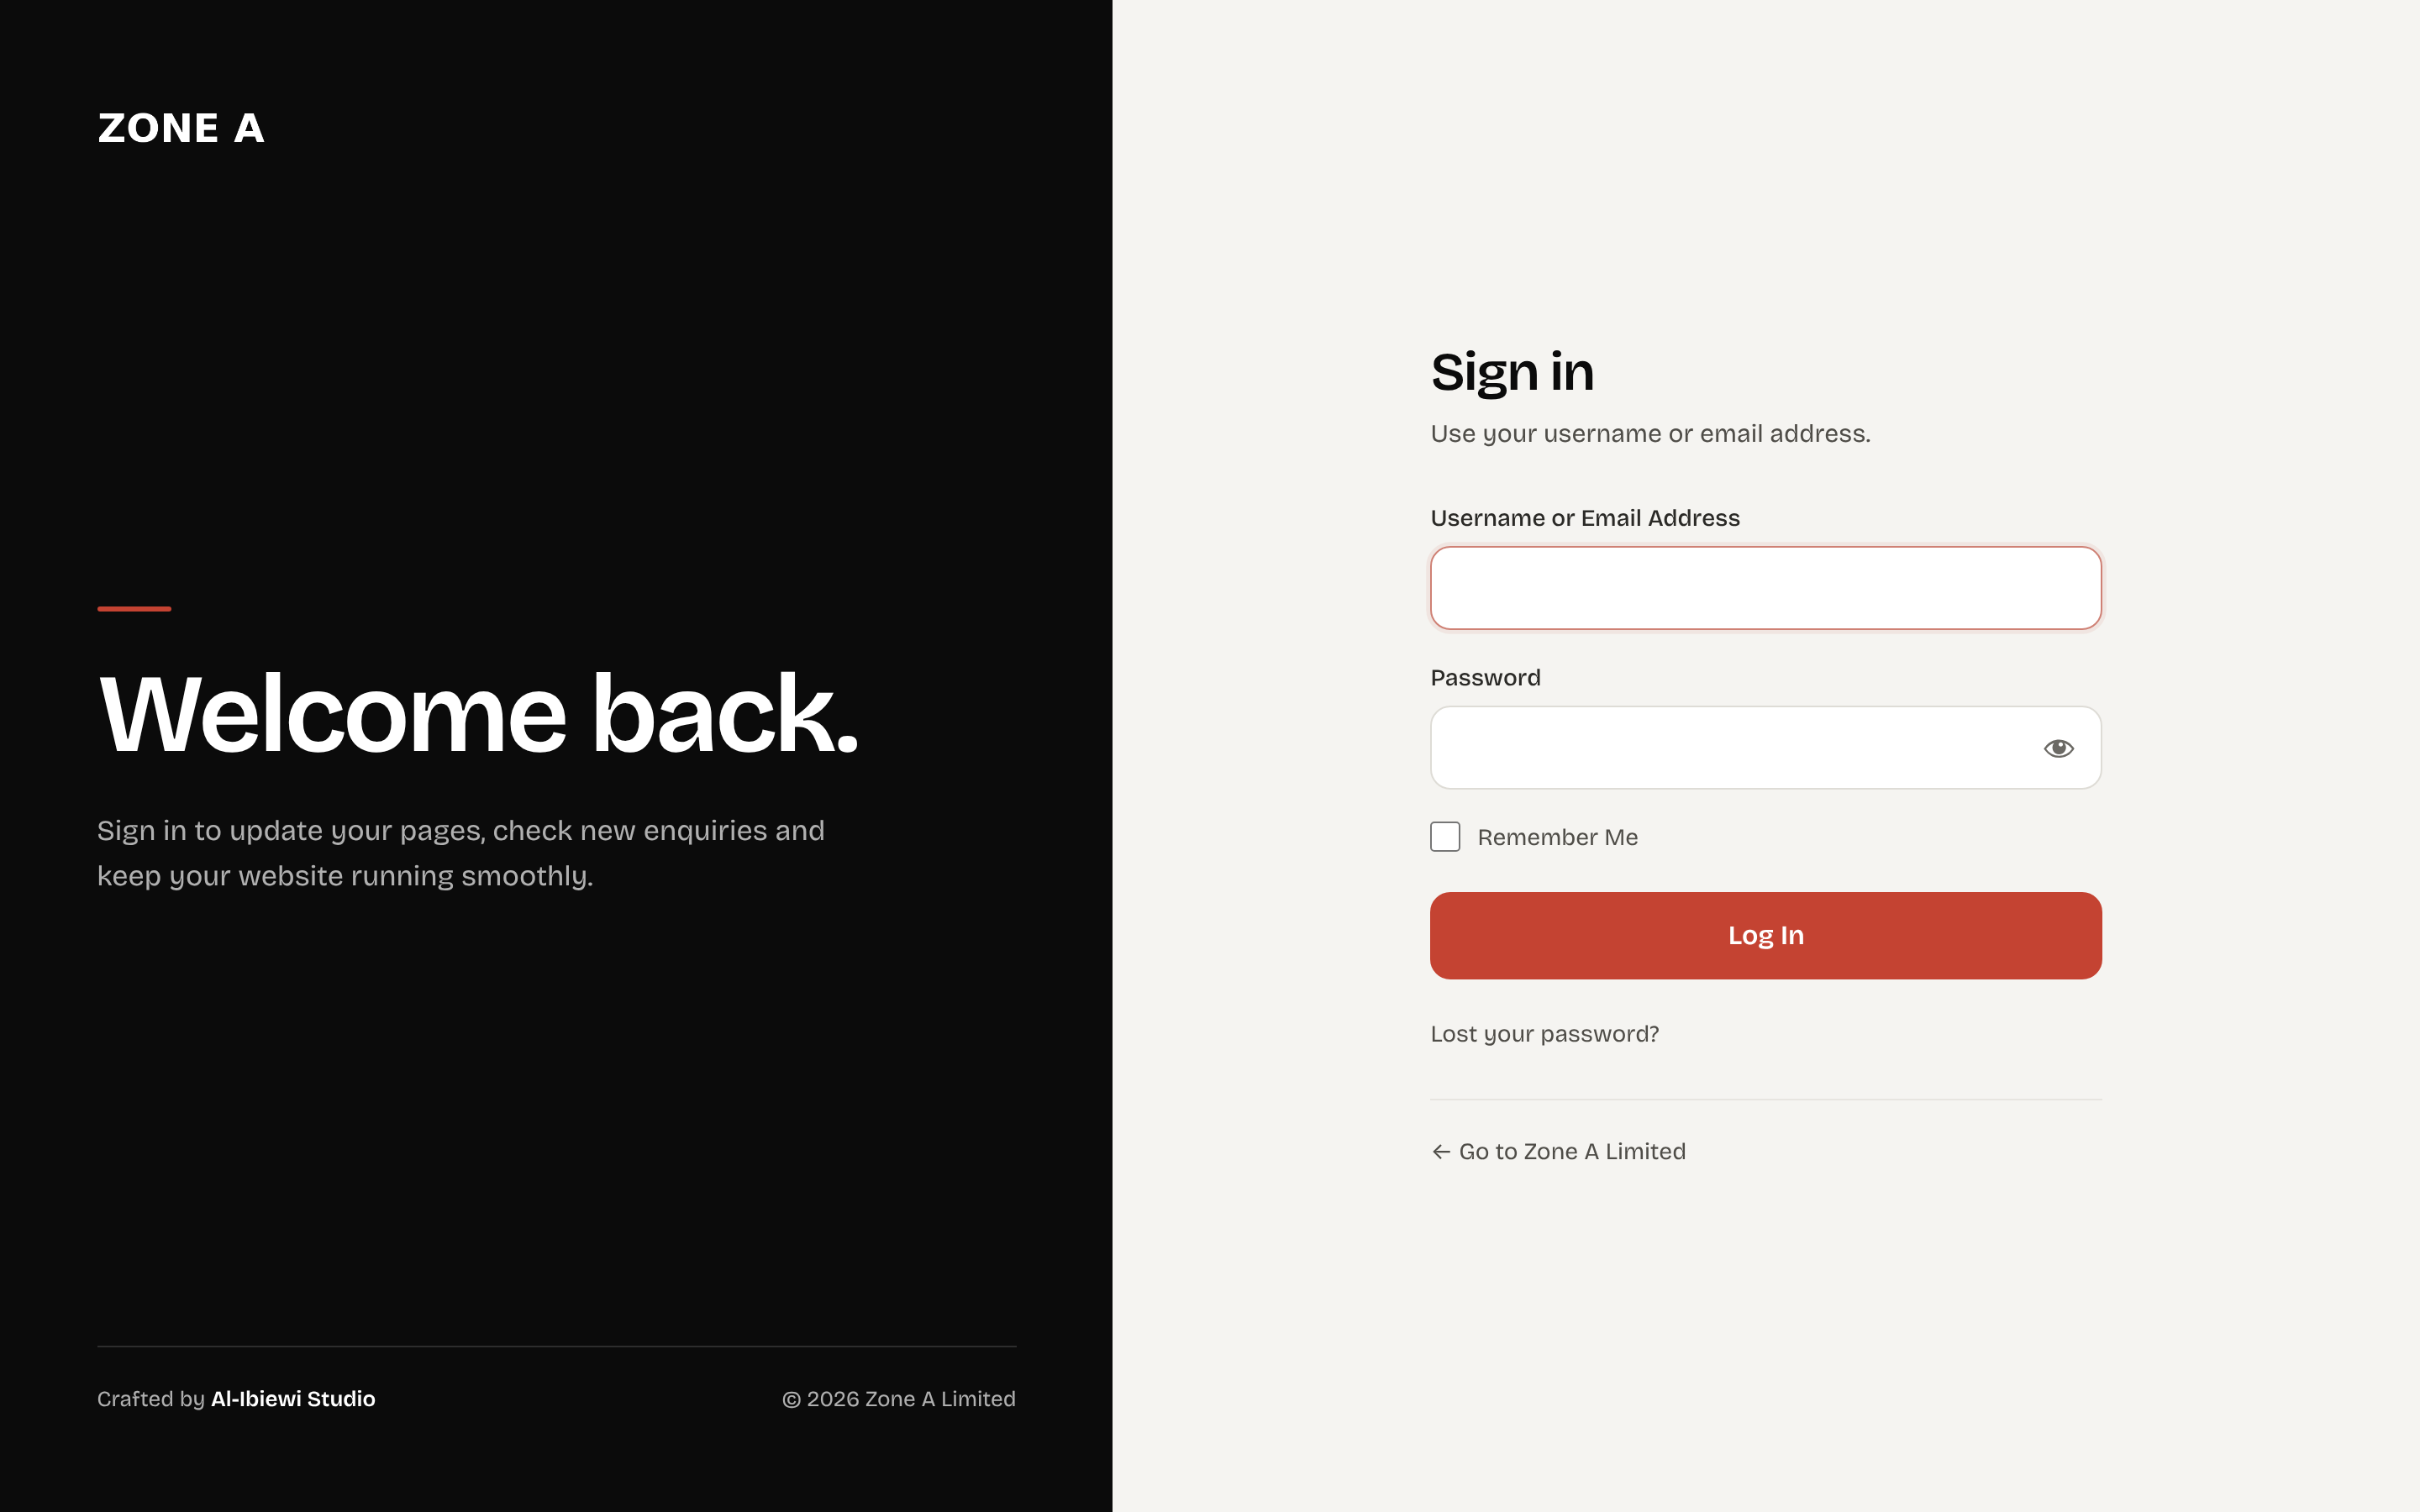 ZONE A
Welcome back.
Sign in to update your pages, check new enquiries and
keep your website running smoothly.
Crafted by Al-Ibiewi Studio
© 2026 Zone A Limited
Sign in
Use your username or email address.
Username or Email Address
Password
Remember Me
Log In
Lost your password?
← Go to Zone A Limited